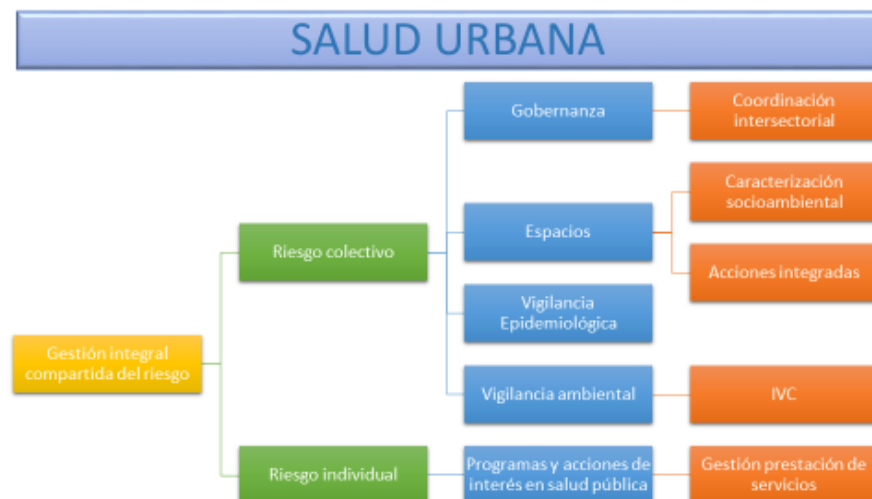 SALUD URBANA
Gobernanza
Coordinación
intersectorial
Caracterización
socioambiental
Riesgo colectivo
Espacios
Acciones integradas
Vigilancia
Epidemiológica
Gestión integral
compartida del riesgo
Vigilancia ambiental
IVC
Riesgo individual
Programas y acciones de
interés en salud pública
Gestión prestación de
servicios